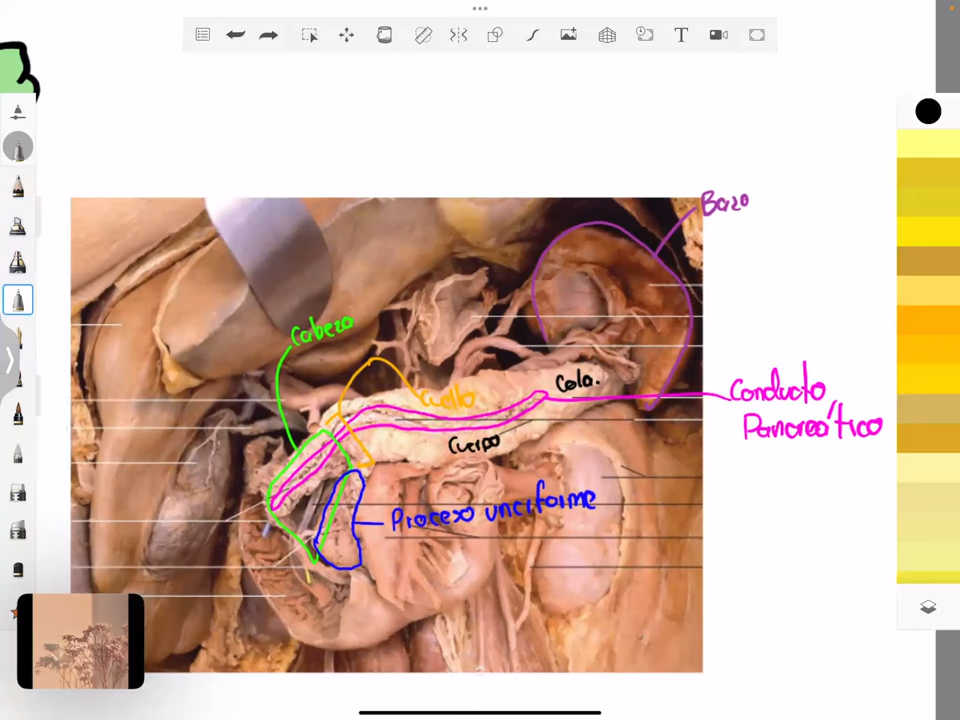 Bazo
Cabeza
Cola.
Cuello
Conducto
Pancreático
Cuerpo
Proceso unciforme
T